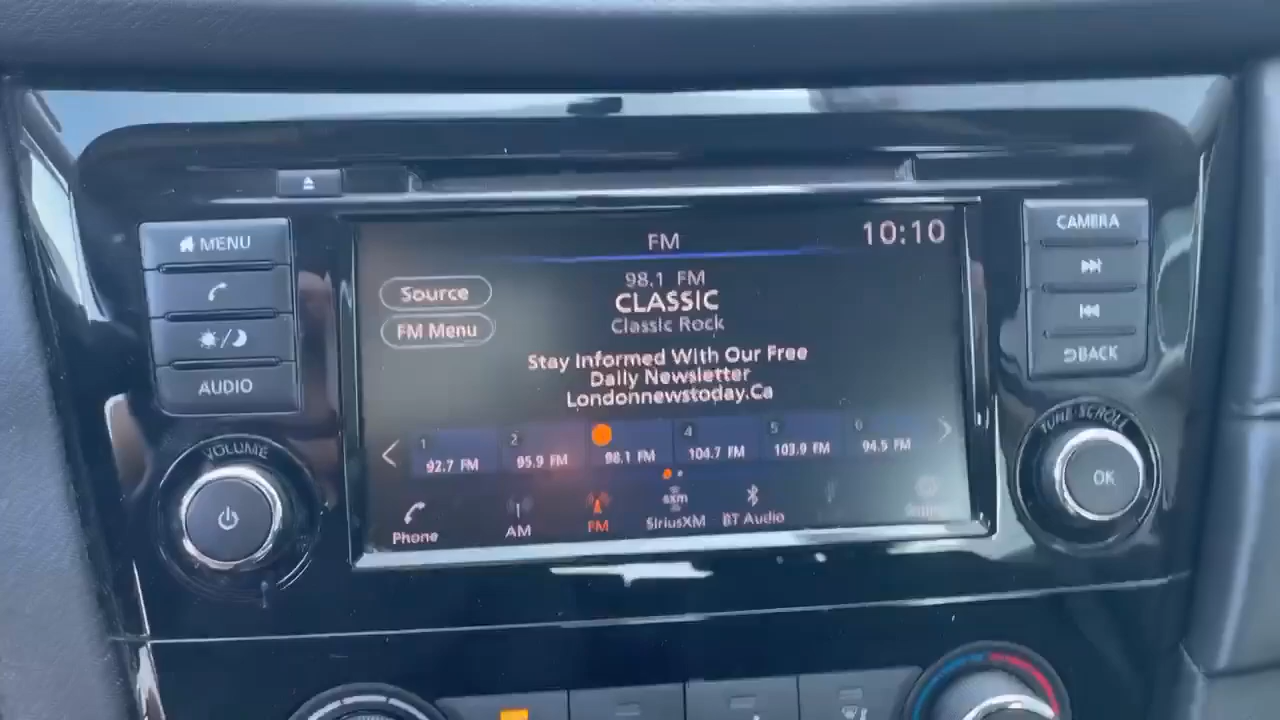 MENU
AUDIO
VOLUME
FM
10:10
Source
FM Menu
98.1 FM
CLASSIC
Classic Rock
Stay Informed With Our Free
Daily Newsletter
Londonnewstoday.Ca
1 92.7 FM
2 95.9 FM
98.1 FM
4 104.7 FM
5 103.9 FM
6 94.5 FM
Phone
AM
FM
sxm
SiriusXM
BT Audio
CAMERA
BACK
TUNE·SCROLL
OK